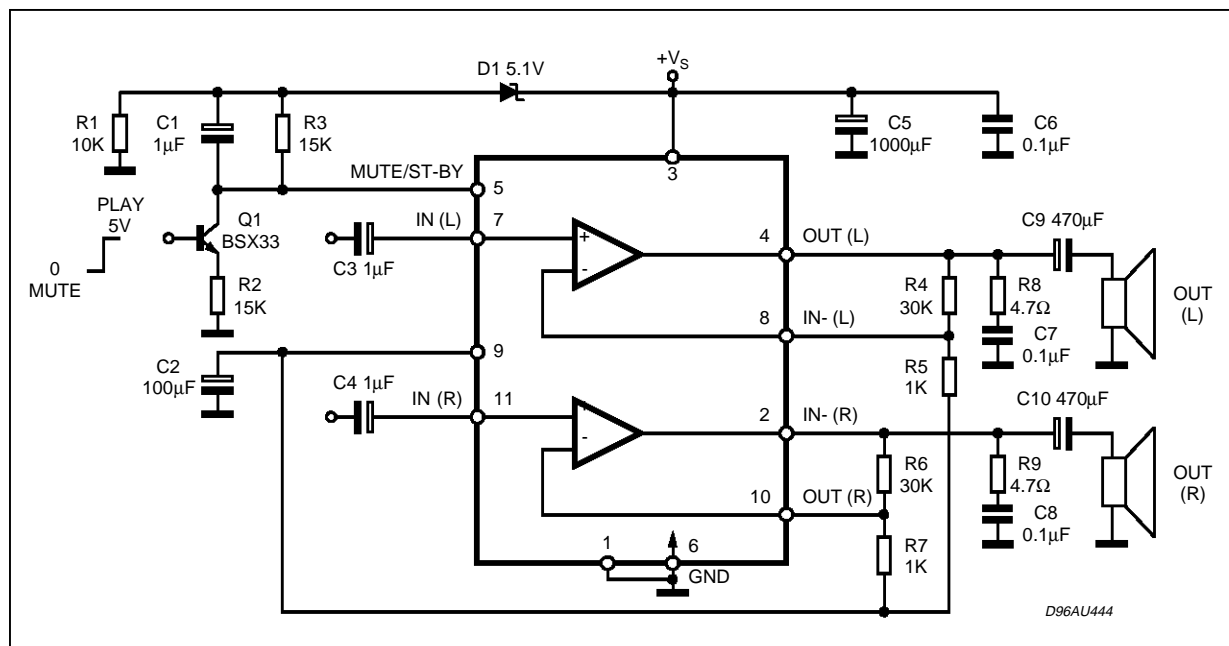 +VS
D1 5.1V
R1
10K
C1
1µF
R3
15K
C5
1000µF
C6
0.1µF
3
MUTE/ST-BY
5
PLAY
5V
0
MUTE
Q1
BSX33
R2
15K
IN (L)
7
C3 1µF
+
-
4
OUT (L)
C9 470µF
R4
30K
R8
4.7Ω
C7
0.1µF
OUT
(L)
8
IN- (L)
9
C2
100µF
R5
1K
C4 1µF
IN (R)
11
+
-
2
IN- (R)
C10 470µF
R6
30K
R9
4.7Ω
C8
0.1µF
OUT
(R)
10
OUT (R)
R7
1K
1
6
GND
D96AU444